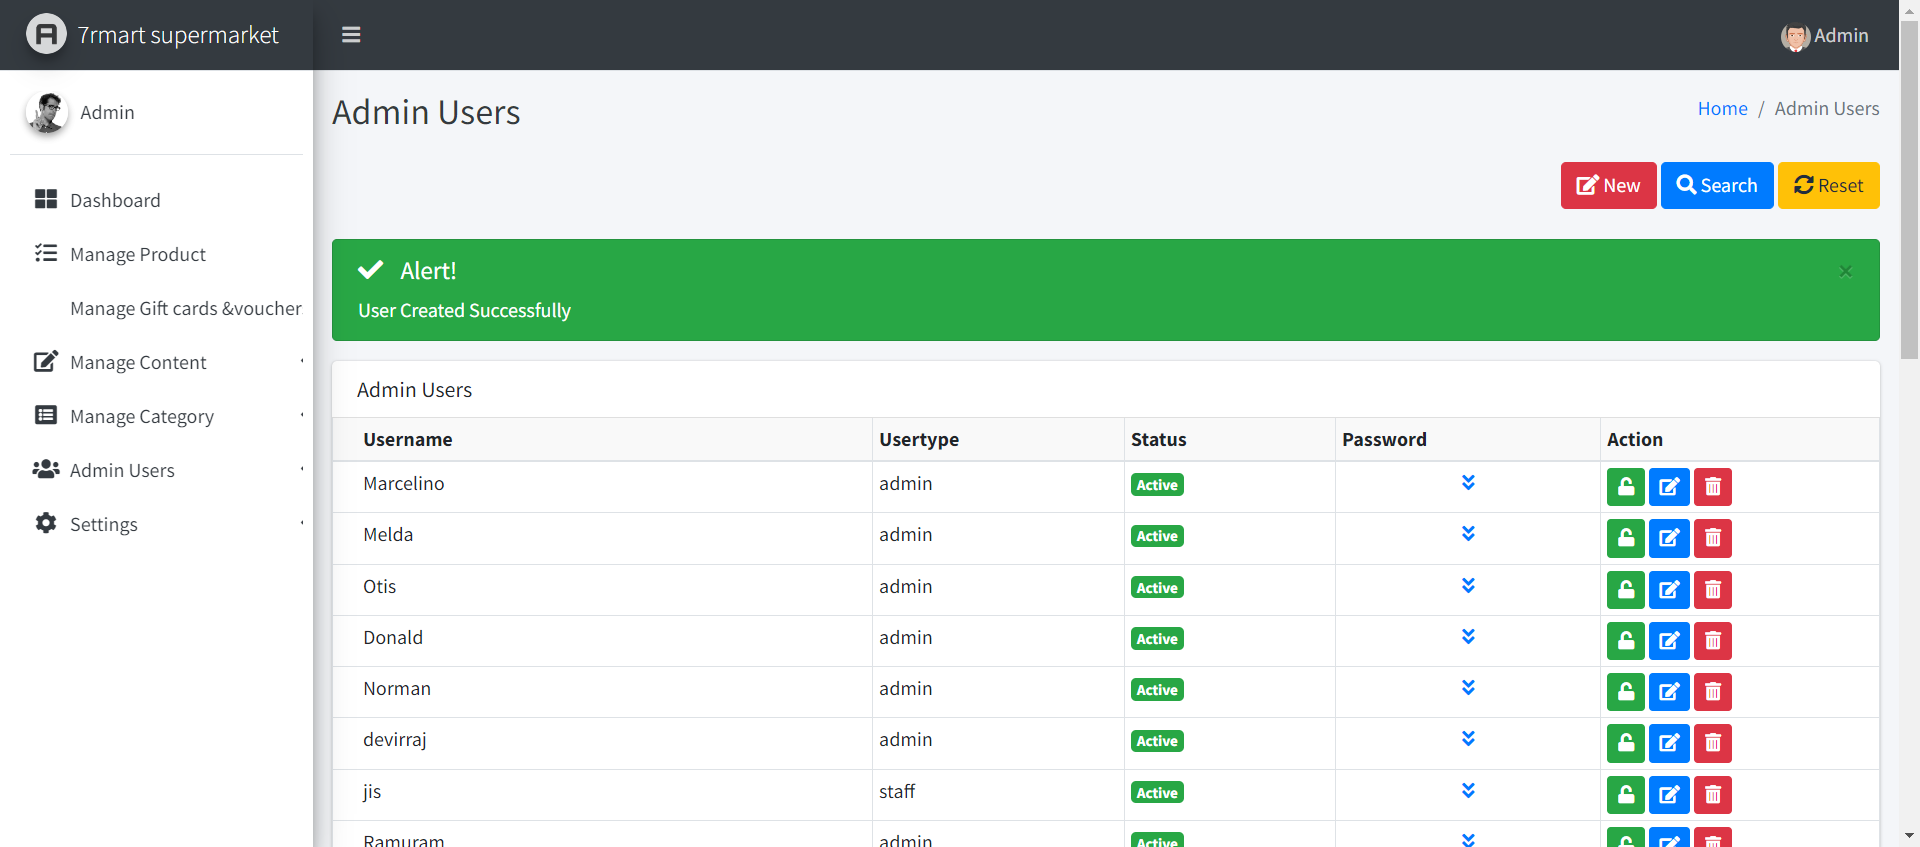 7rmart supermarket
Admin
Admin
Dashboard
Manage Product
Manage Gift cards &voucher
Manage Content
Manage Category
Admin Users
Settings
Admin Users
Home / Admin Users
New Search Reset
Alert!
×
User Created Successfully
Admin Users
Username Usertype Status Password Action
Marcelino admin Active
Melda admin Active
Otis admin Active
Donald admin Active
Norman admin Active
devirraj admin Active
jis staff Active
Ramuram admin Active